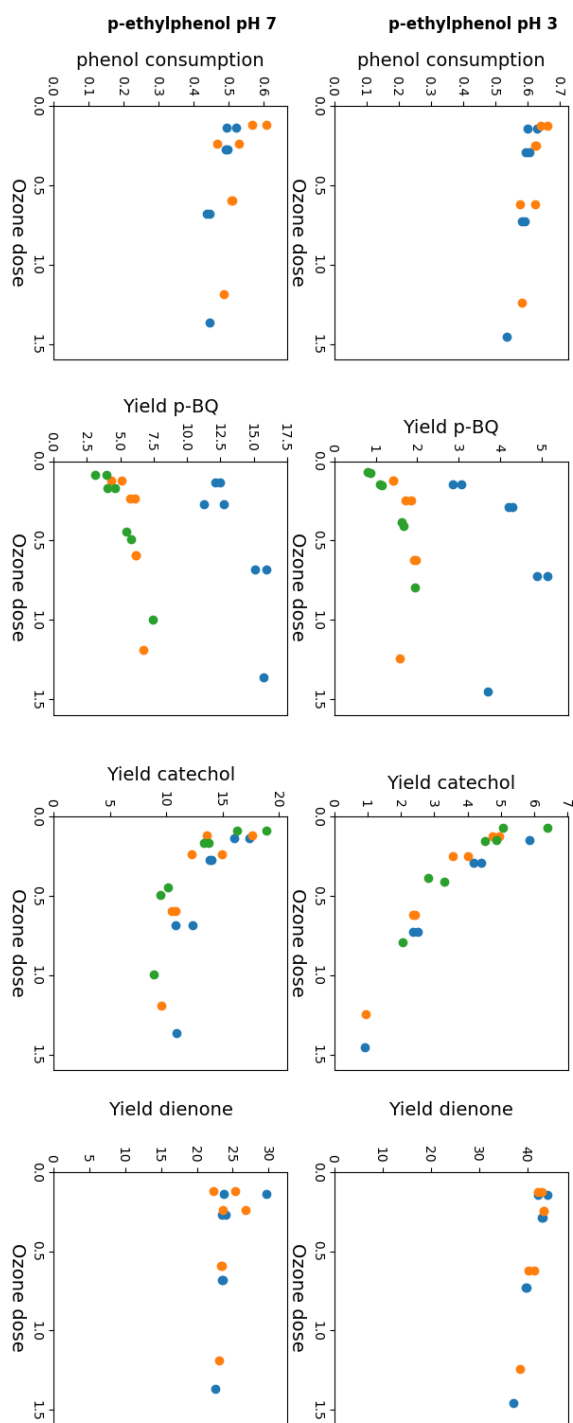 p-ethylphenol pH 7
phenol consumption
0.0 0.1 0.2 0.3 0.4 0.5 0.6
0.0 0.5 1.0 1.5
Ozone dose
Yield p-BQ
0.0 2.5 5.0 7.5 10.0 12.5 15.0 17.5
0.0 0.5 1.0 1.5
Ozone dose
Yield catechol
0 5 10 15 20
0.0 0.5 1.0 1.5
Ozone dose
Yield dienone
0 5 10 15 20 25 30
0.0 0.5 1.0 1.5
Ozone dose
p-ethylphenol pH 3
phenol consumption
0.0 0.1 0.2 0.3 0.4 0.5 0.6 0.7
0.0 0.5 1.0 1.5
Ozone dose
Yield p-BQ
0 1 2 3 4 5
0.0 0.5 1.0 1.5
Ozone dose
Yield catechol
0 1 2 3 4 5 6 7
0.0 0.5 1.0 1.5
Ozone dose
Yield dienone
0 10 20 30 40
0.0 0.5 1.0 1.5
Ozone dose